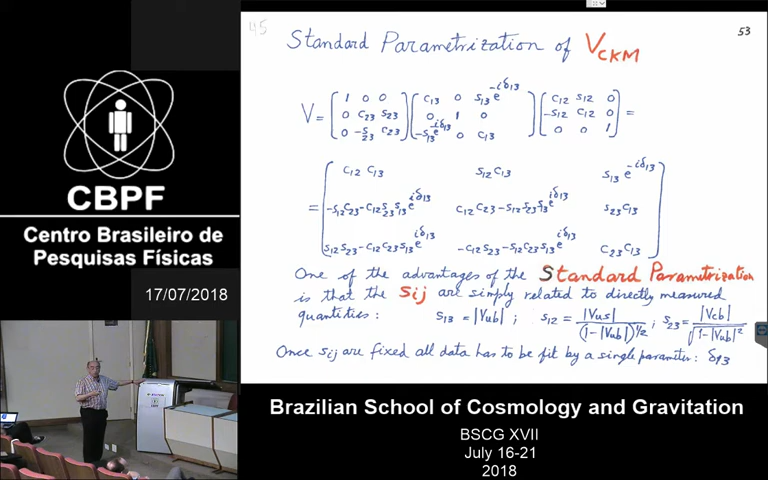 45
53
Standard Parametrization of V_CKM
V = [1 0 0; 0 c23 s23; 0 -s23 c23] [c13 0 s13 e^{-iδ13}; 0 1 0; -s13 e^{iδ13} 0 c13] [c12 s12 0; -s12 c12 0; 0 0 1] =
= [c12 c13   s12 c13   s13 e^{-iδ13}
-s12 c23 - c12 s23 s13 e^{iδ13}   c12 c23 - s12 s23 s13 e^{iδ13}   s23 c13
s12 s23 - c12 c23 s13 e^{iδ13}   -c12 s23 - s12 c23 s13 e^{iδ13}   c23 c13]
One of the advantages of the Standard Parametrization
is that the sij are simply related to directly measured
quantities: s13 = |Vub| ; s12 = |Vus| / (1-|Vub|²)^{1/2} ; s23 = |Vcb| / √(1-|Vub|²)
Once sij are fixed all data has to be fit by a single parameter: δ13
CBPF
Centro Brasileiro de
Pesquisas Físicas
17/07/2018
Brazilian School of Cosmology and Gravitation
BSCG XVII
July 16-21
2018